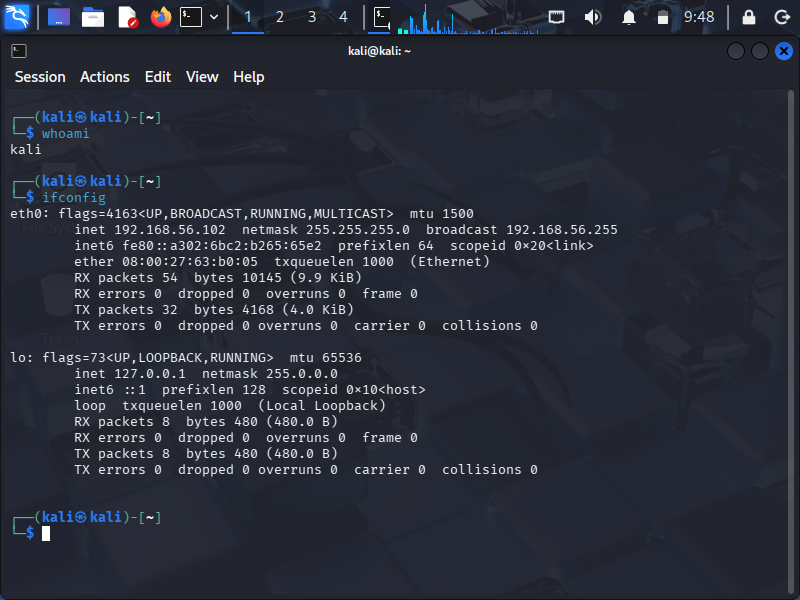 1 2 3 4 9:48
kali@kali: ~
Session Actions Edit View Help
┌──(kali㉿kali)-[~]
└─$ whoami
kali
┌──(kali㉿kali)-[~]
└─$ ifconfig
eth0: flags=4163<UP,BROADCAST,RUNNING,MULTICAST>  mtu 1500
        inet 192.168.56.102  netmask 255.255.255.0  broadcast 192.168.56.255
        inet6 fe80::a302:6bc2:b265:65e2  prefixlen 64  scopeid 0×20<link>
        ether 08:00:27:63:b0:05  txqueuelen 1000  (Ethernet)
        RX packets 54  bytes 10145 (9.9 KiB)
        RX errors 0  dropped 0  overruns 0  frame 0
        TX packets 32  bytes 4168 (4.0 KiB)
        TX errors 0  dropped 0 overruns 0  carrier 0  collisions 0
lo: flags=73<UP,LOOPBACK,RUNNING>  mtu 65536
        inet 127.0.0.1  netmask 255.0.0.0
        inet6 ::1  prefixlen 128  scopeid 0×10<host>
        loop  txqueuelen 1000  (Local Loopback)
        RX packets 8  bytes 480 (480.0 B)
        RX errors 0  dropped 0  overruns 0  frame 0
        TX packets 8  bytes 480 (480.0 B)
        TX errors 0  dropped 0 overruns 0  carrier 0  collisions 0
┌──(kali㉿kali)-[~]
└─$
Trash